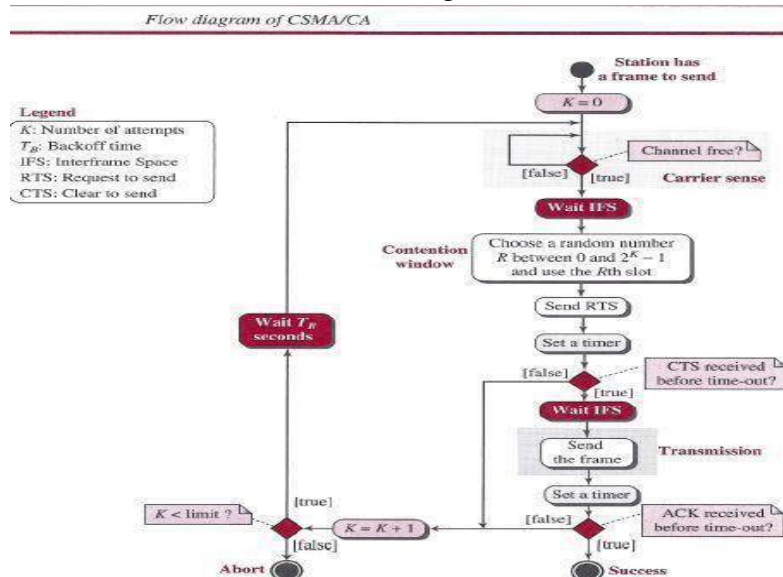 Flow diagram of CSMA/CA
Station has
a frame to send
Legend
K: Number of attempts
T_B: Backoff time
IFS: Interframe Space
RTS: Request to send
CTS: Clear to send
K = 0
Channel free?
[false]
[true]
Carrier sense
Wait IFS
Contention
window
Choose a random number
R between 0 and 2^K − 1
and use the Rth slot
Send RTS
Wait T_B
seconds
Set a timer
[false]
CTS received
before time-out?
[true]
Wait IFS
Send
the frame
Transmission
Set a timer
[true]
K < limit ?
K = K + 1
[false]
ACK received
before time-out?
[false]
[true]
Abort
Success